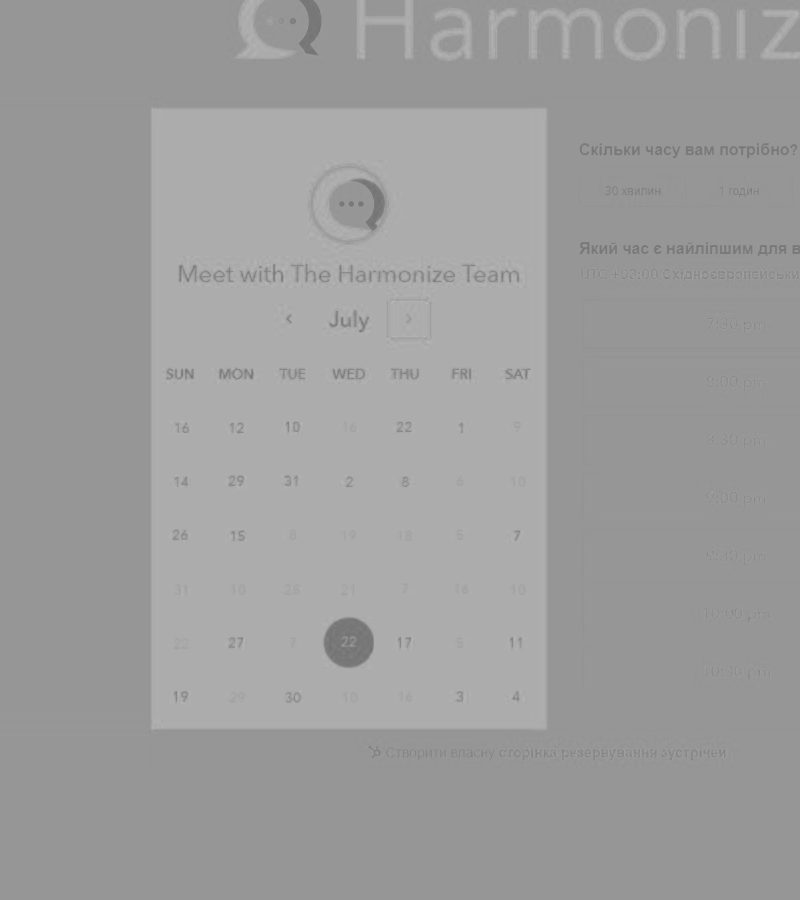 Harmoniz
Meet with The Harmonize Team
July
SUN MON TUE WED THU FRI SAT
16 12 10 16 22 1 9
14 29 31 2 8 6 10
26 15 8 19 18 5 7
31 10 25 21 7 16 10
22 27 7 22 17 5 11
19 29 30 10 16 3 4
Скільки часу вам потрібно?
30 хвилин 1 годин
Який час є найліпшим для в
UTC +03:00 Східноєвропейськи
7:30 pm
8:00 pm
8:30 pm
9:00 pm
9:30 pm
10:00 pm
10:30 pm
Створити власну сторінка резервування зустрічей